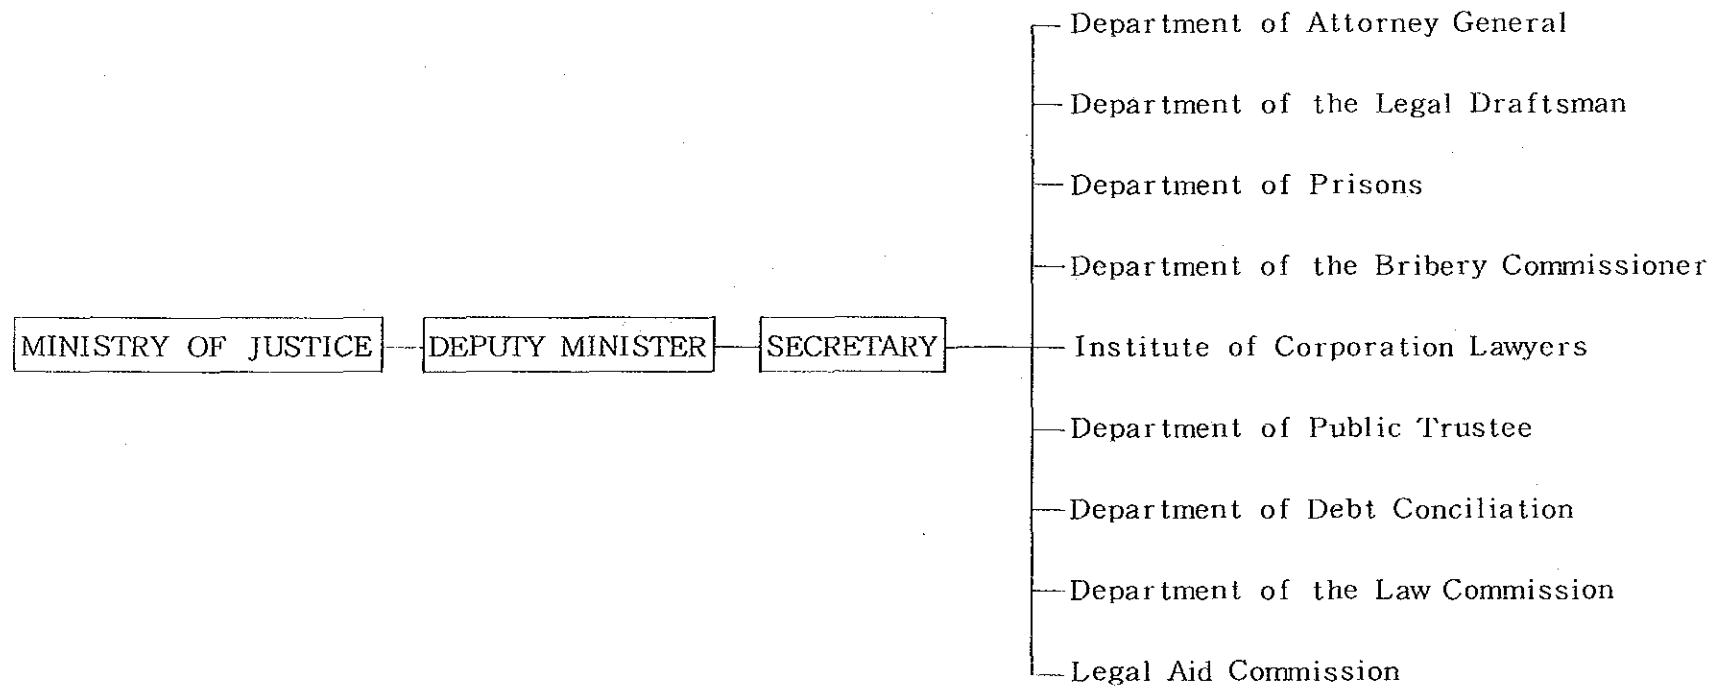 Department of Attorney General
Department of the Legal Draftsman
Department of Prisons
Department of the Bribery Commissioner
MINISTRY OF JUSTICE DEPUTY MINISTER SECRETARY Institute of Corporation Lawyers
Department of Public Trustee
Department of Debt Conciliation
Department of the Law Commission
Legal Aid Commission